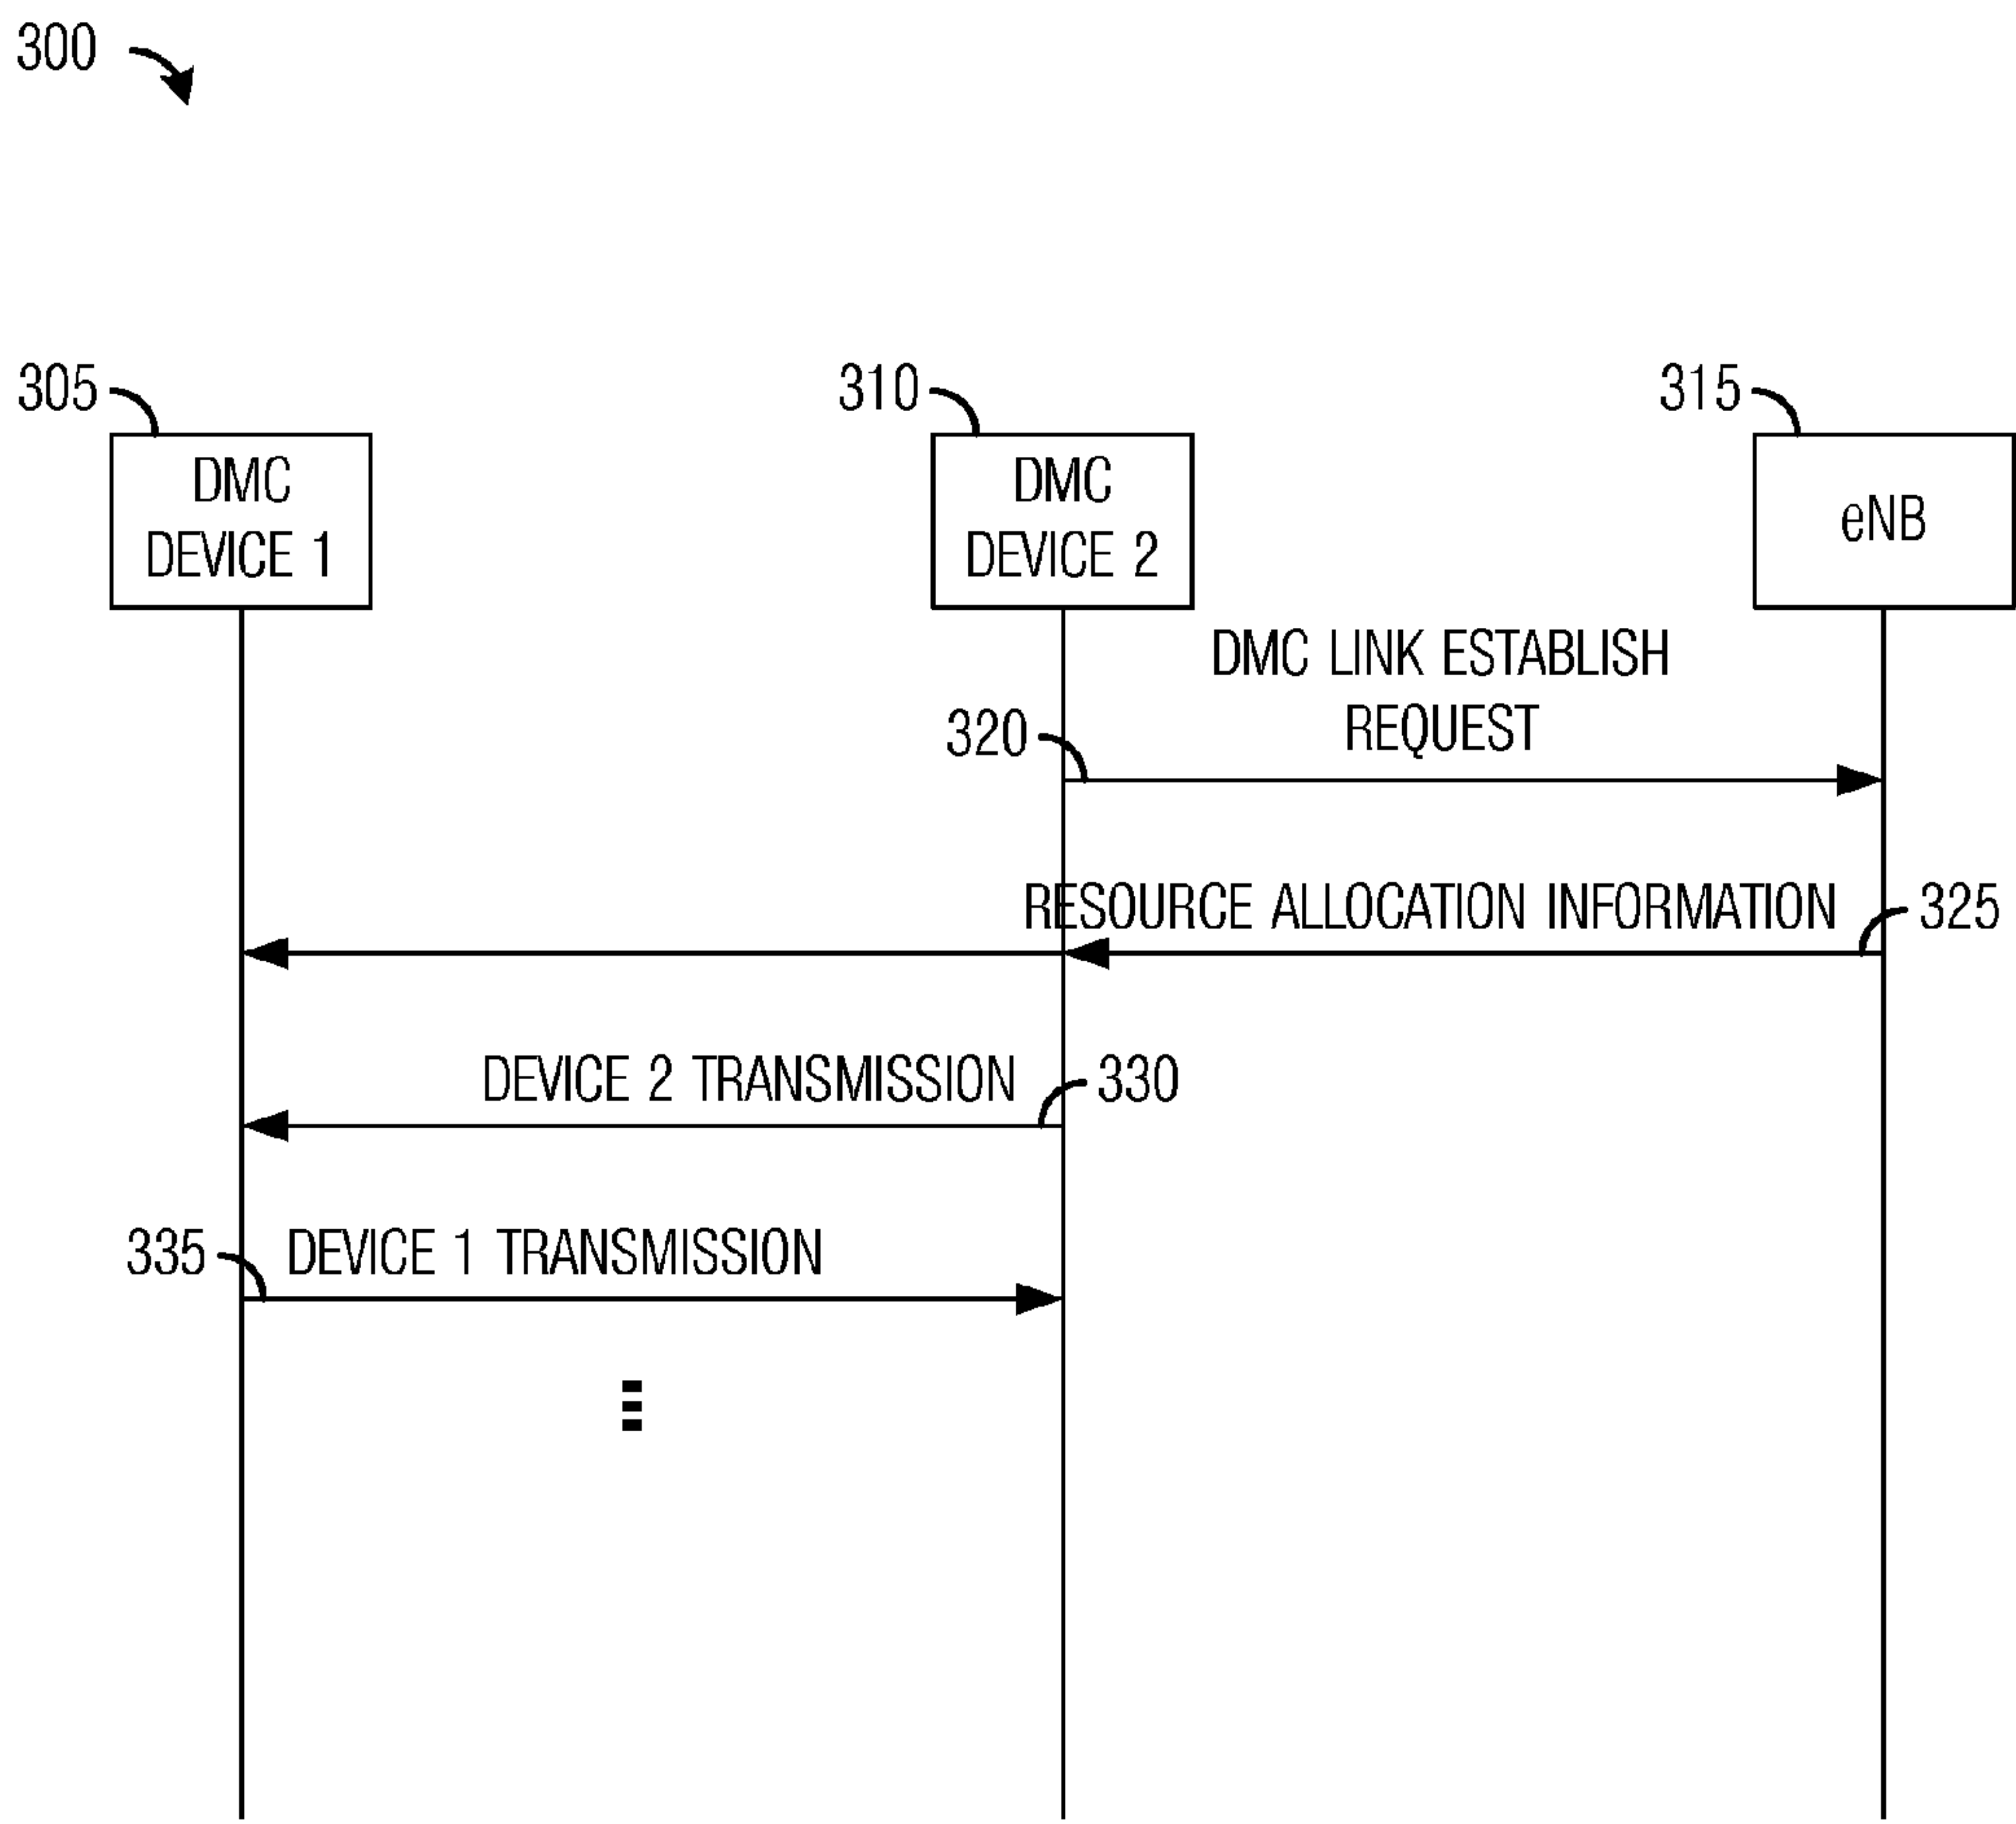 300
305
310
315
DMC
DEVICE 1
DMC
DEVICE 2
eNB
DMC LINK ESTABLISH
REQUEST
320
RESOURCE ALLOCATION INFORMATION
325
DEVICE 2 TRANSMISSION
330
335
DEVICE 1 TRANSMISSION